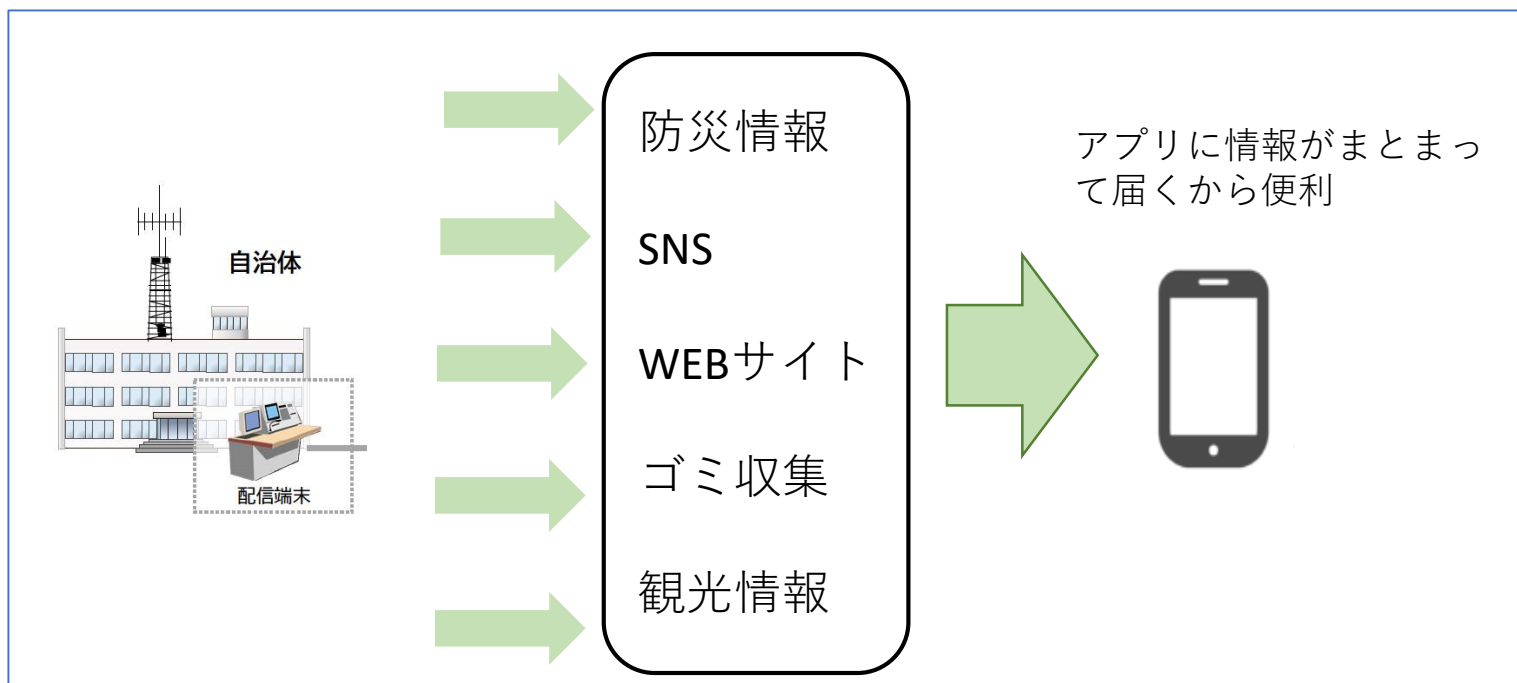 自治体
配信端末
防災情報
SNS
WEBサイト
ゴミ収集
観光情報
アプリに情報がまとまっ
て届くから便利